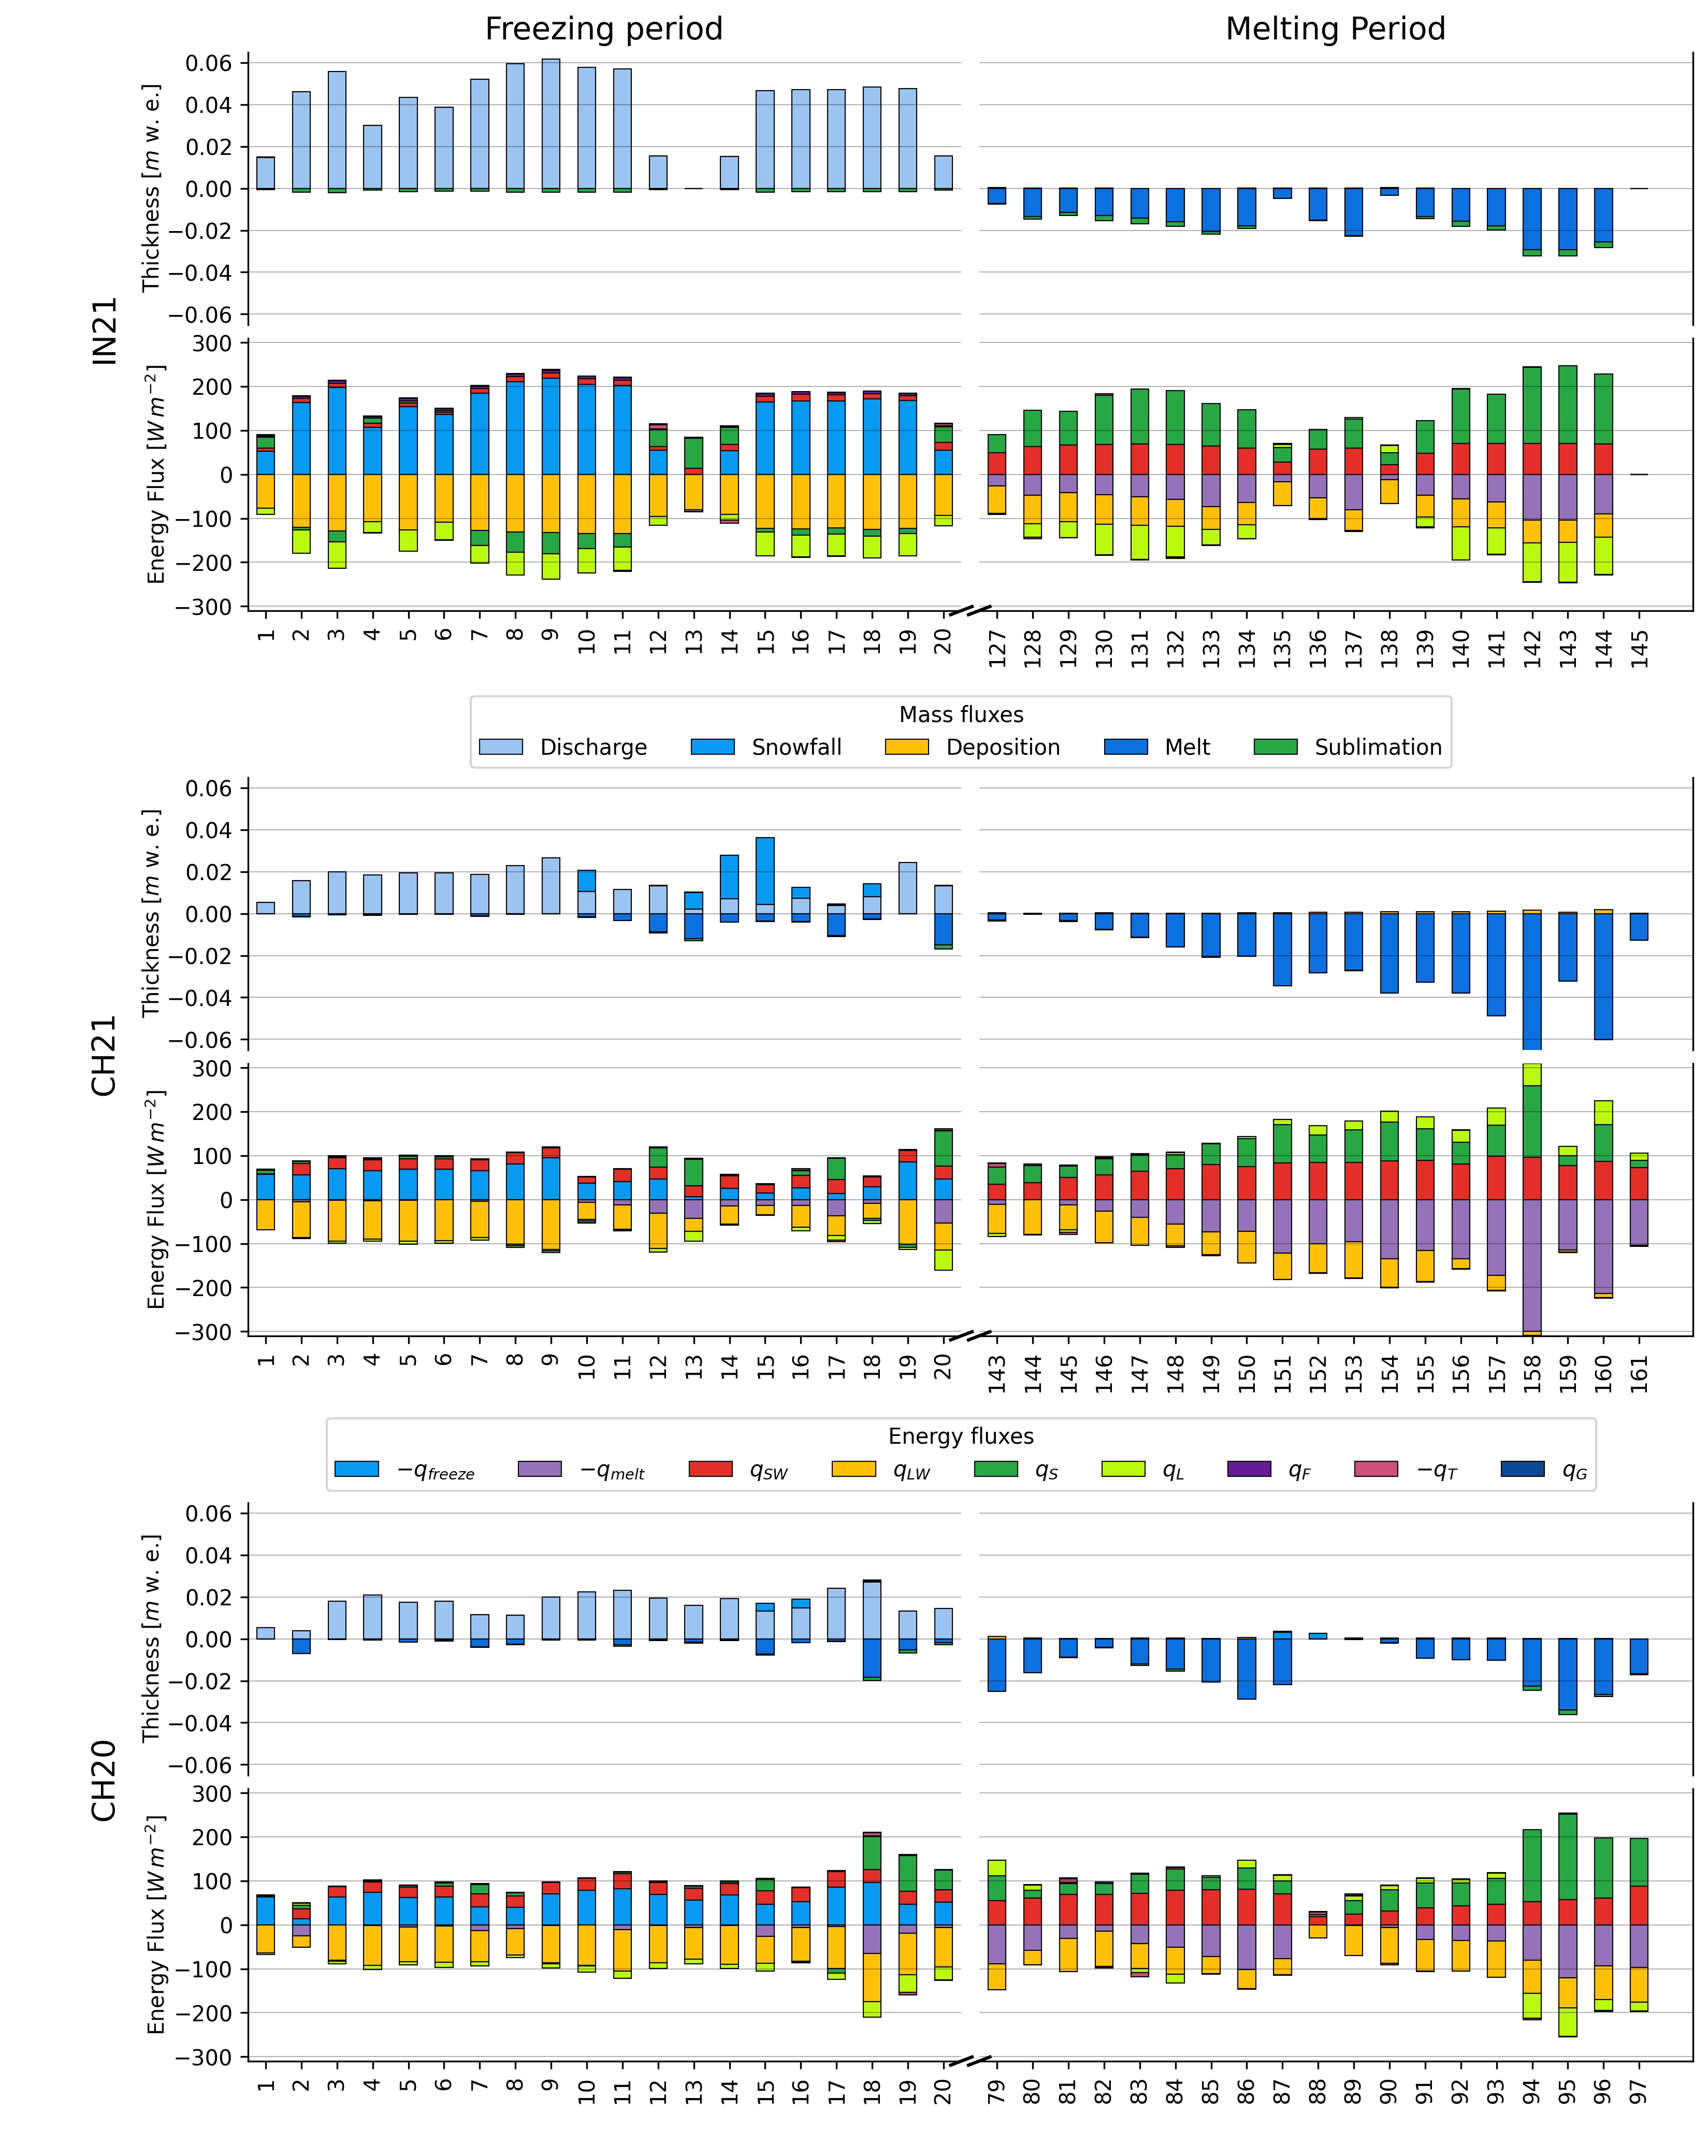 Freezing period Melting Period
IN21
Thickness [m w. e.]
0.06
0.04
0.02
0.00
−0.02
−0.04
−0.06
Energy Flux [W m⁻²]
300
200
100
0
−100
−200
−300
1 2 3 4 5 6 7 8 9 10 11 12 13 14 15 16 17 18 19 20 127 128 129 130 131 132 133 134 135 136 137 138 139 140 141 142 143 144 145
Mass fluxes
Discharge Snowfall Deposition Melt Sublimation
CH21
Thickness [m w. e.]
0.06
0.04
0.02
0.00
−0.02
−0.04
−0.06
Energy Flux [W m⁻²]
300
200
100
0
−100
−200
−300
1 2 3 4 5 6 7 8 9 10 11 12 13 14 15 16 17 18 19 20 143 144 145 146 147 148 149 150 151 152 153 154 155 156 157 158 159 160 161
Energy fluxes
−q_freeze −q_melt q_SW q_LW q_S q_L q_F −q_T q_G
CH20
Thickness [m w. e.]
0.06
0.04
0.02
0.00
−0.02
−0.04
−0.06
Energy Flux [W m⁻²]
300
200
100
0
−100
−200
−300
1 2 3 4 5 6 7 8 9 10 11 12 13 14 15 16 17 18 19 20 79 80 81 82 83 84 85 86 87 88 89 90 91 92 93 94 95 96 97